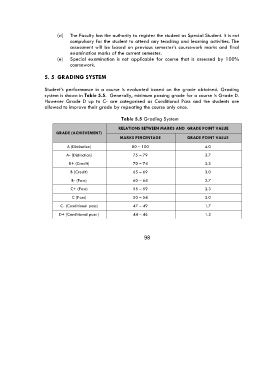 (vi) The Faculty has the authority to register the student as Special Student. It is not
compulsory for the student to attend any teaching and learning activities. The
assessment will be based on previous semester's coursework marks and final
examination marks of the current semester.
(e) Special examination is not applicable for course that is assessed by 100%
coursework.
5. 5 GRADING SYSTEM
Student's performance in a course is evaluated based on the grade obtained. Grading
system is shown in Table 5.5. Generally, minimum passing grade for a course is Grade D.
However Grade D up to C- are categorized as Conditional Pass and the students are
allowed to improve their grade by repeating the course only once.
Table 5.5 Grading System
GRADE (ACHIEVEMENT) RELATIONS BETWEEN MARKS AND GRADE POINT VALUE
MARKS PERCENTAGE GRADE POINT VALUE
A (Distinction) 80 – 100 4.0
A- (Distinction) 75 – 79 3.7
B+ (Credit) 70 – 74 3.3
B (Credit) 65 – 69 3.0
B- (Pass) 60 – 64 2.7
C+ (Pass) 55 – 59 2.3
C (Pass) 50 – 54 2.0
C- (Conditional pass) 47 – 49 1.7
D+ (Conditional pass) 44 – 46 1.3
98